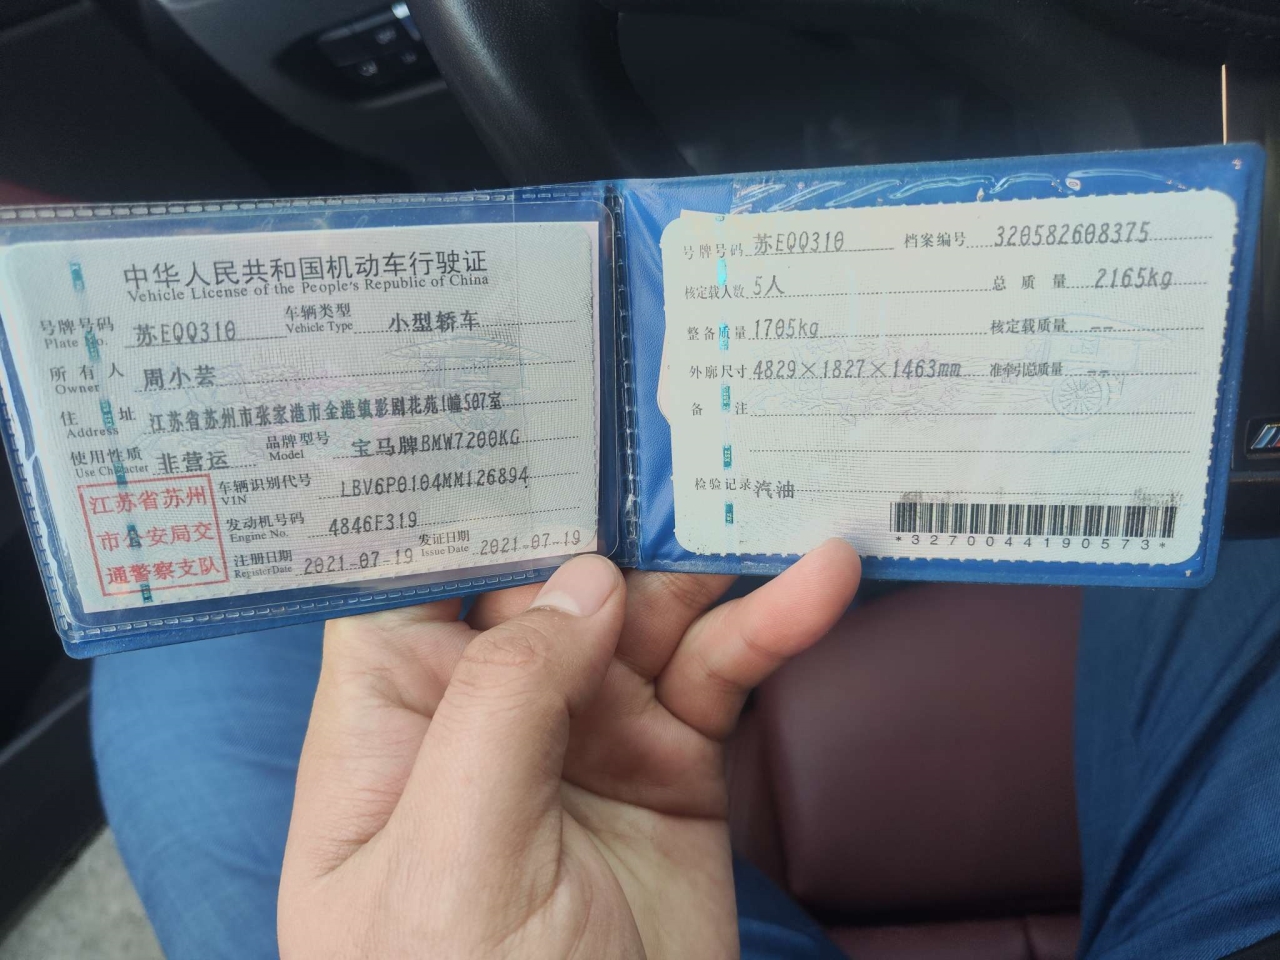 中华人民共和国机动车行驶证
Vehicle License of the People's Republic of China
号牌号码 苏EQQ310 车辆类型 小型轿车
Plate No. Vehicle Type
所有人 周小芸
Owner
住址 江苏省苏州市张家港市金港镇影剧花苑1幢507室
Address
使用性质 非营运 品牌型号 宝马牌BMW7200KG
Use Character Model
江苏省苏州
市公安局交
通警察支队
车辆识别代号 LBV6P0104MM126894
VIN
发动机号码 4846F319
Engine No.
注册日期 2021-07-19 发证日期 2021-07-19
Register Date Issue Date
号牌号码 苏EQQ310 档案编号 320582608375
核定载人数 5人 总质量 2165kg
整备质量 1705kg 核定载质量 --
外廓尺寸 4829×1827×1463mm 准牵引总质量 --
备注
检验记录 汽油
*3270044190573*